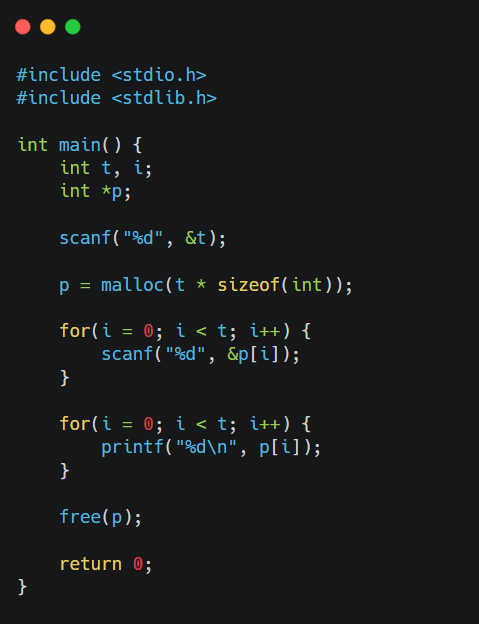 #include <stdio.h>
#include <stdlib.h>

int main() {
    int t, i;
    int *p;

    scanf("%d", &t);

    p = malloc(t * sizeof(int));

    for(i = 0; i < t; i++) {
        scanf("%d", &p[i]);
    }

    for(i = 0; i < t; i++) {
        printf("%d\n", p[i]);
    }

    free(p);

    return 0;
}